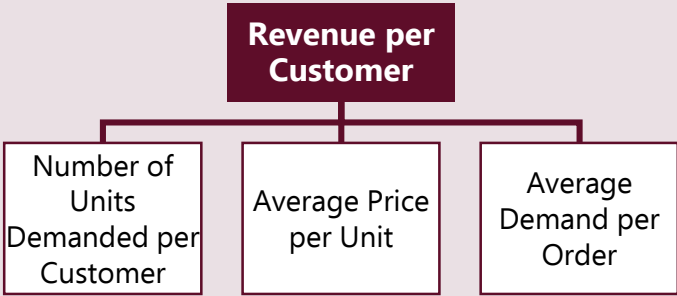 Revenue per
Customer
Number of
Units
Demanded per
Customer
Average Price
per Unit
Average
Demand per
Order